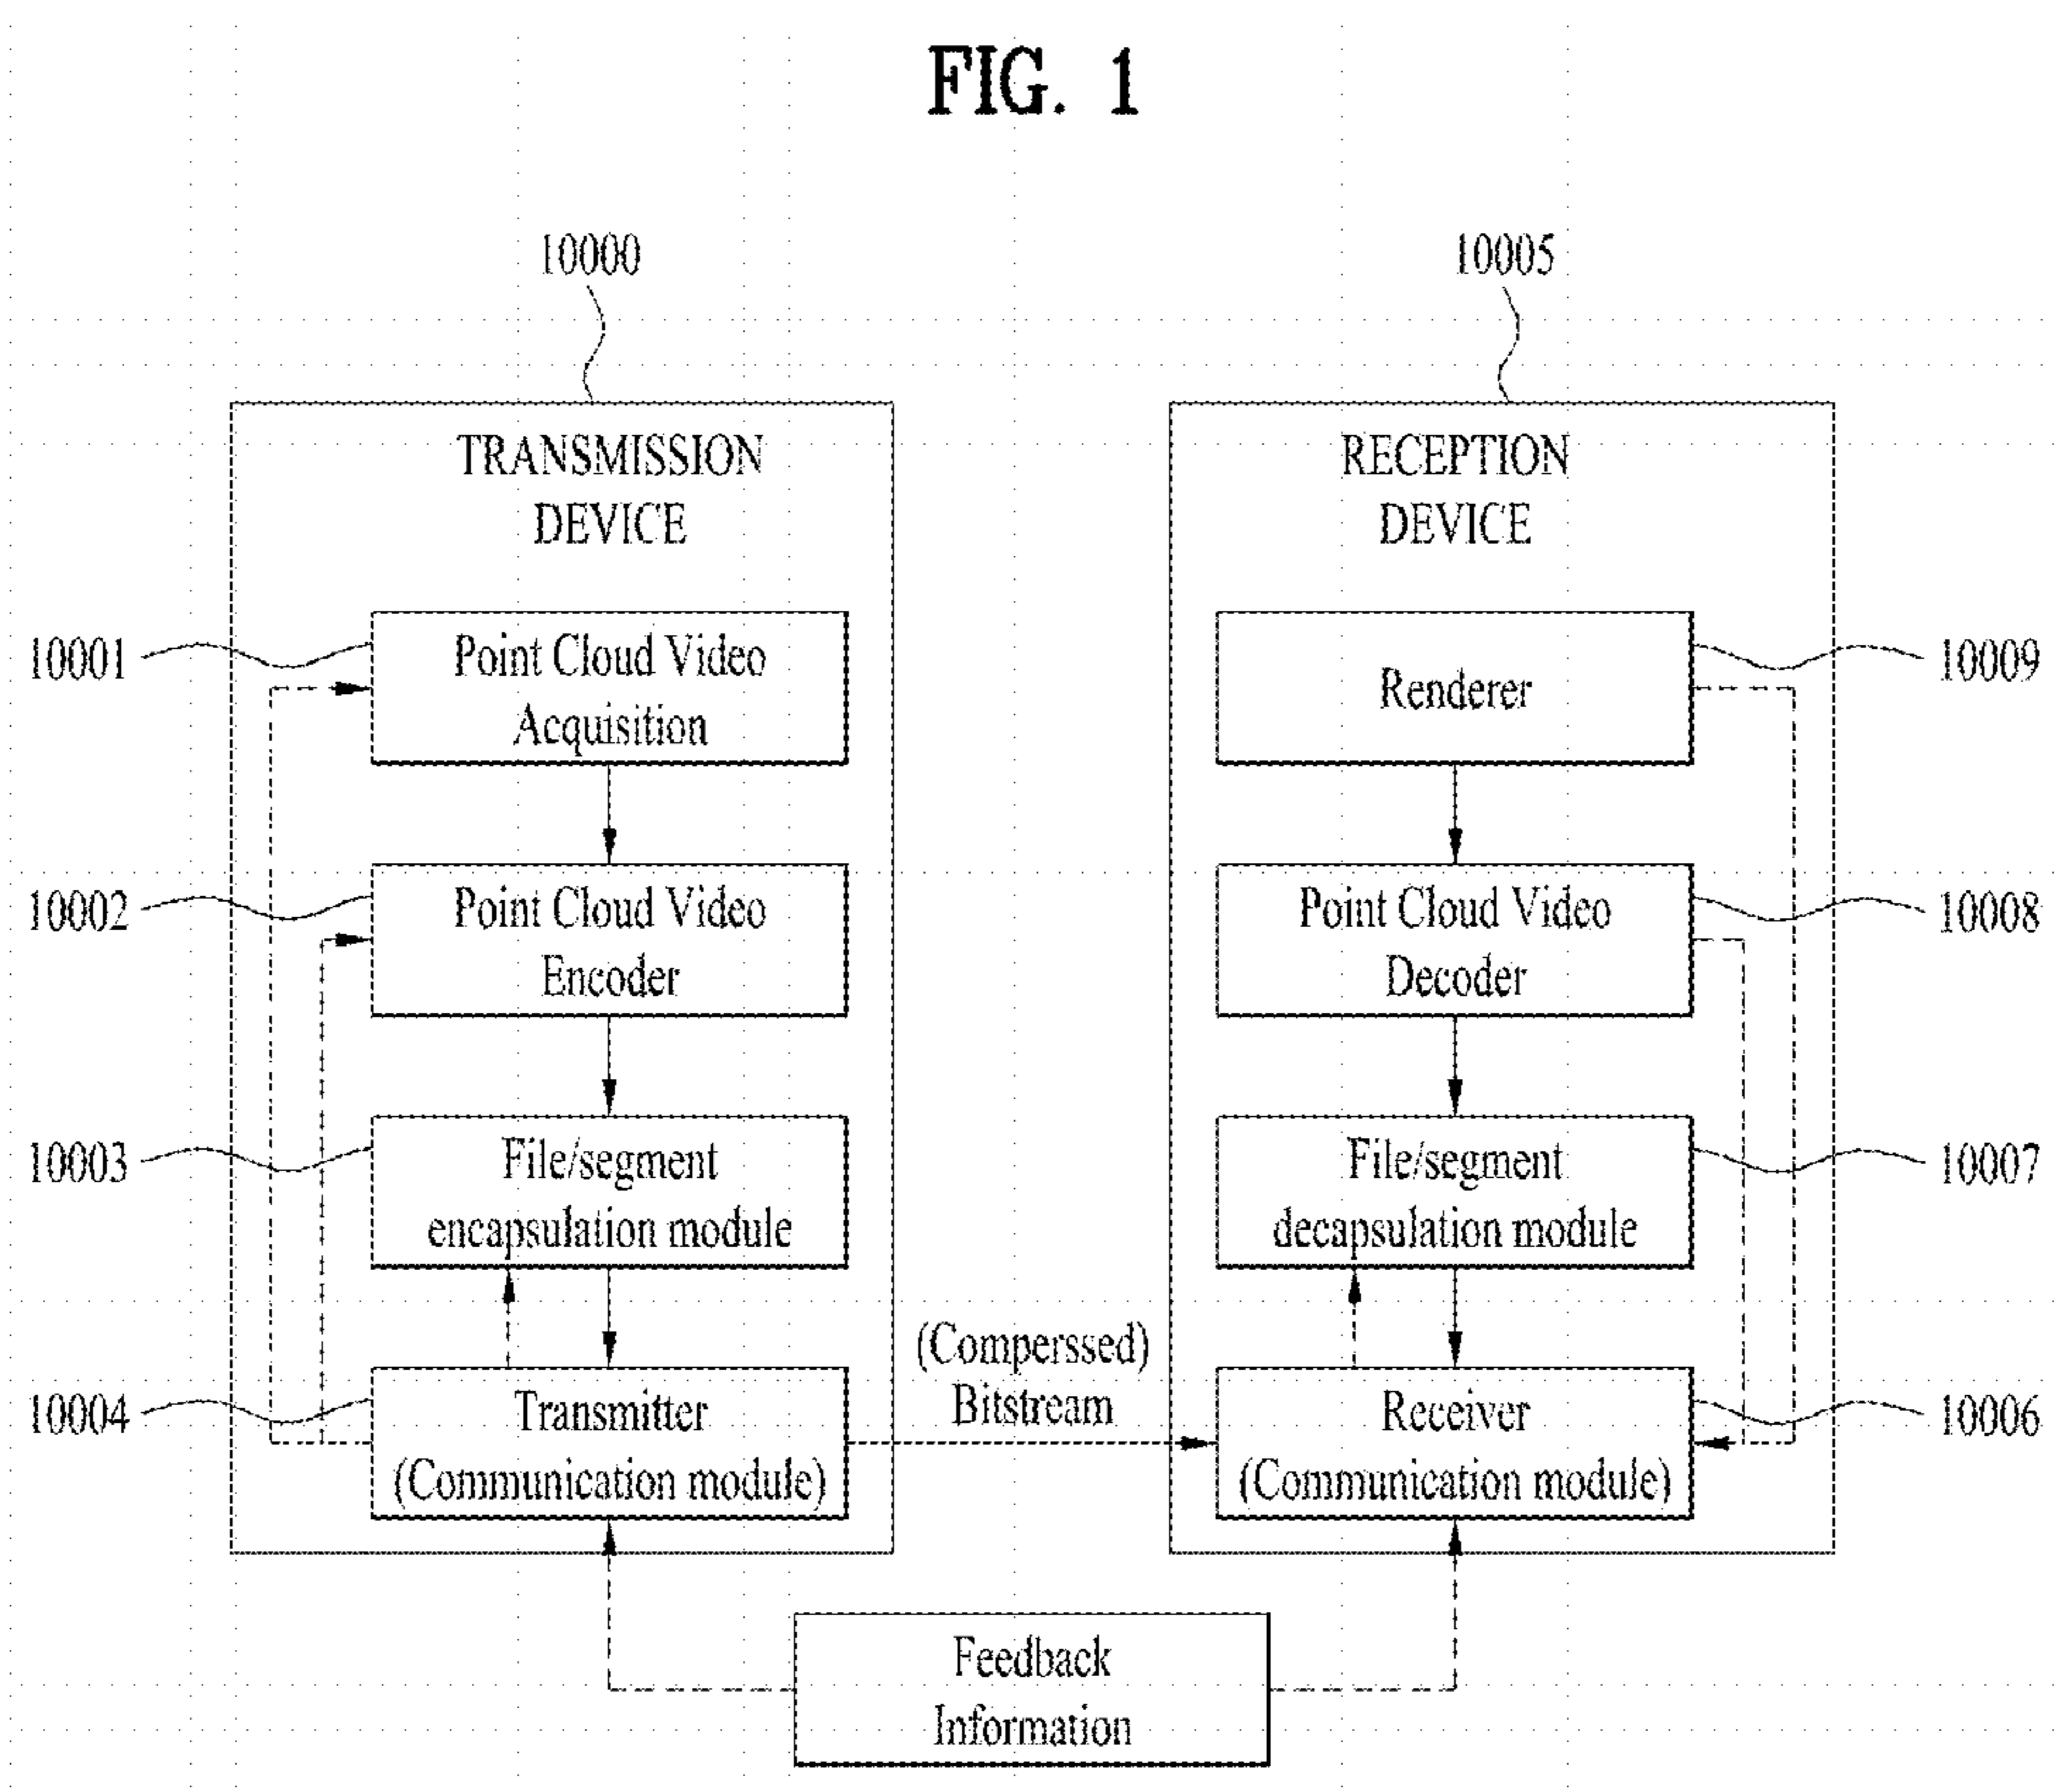 FIG. 1
10000
10005
TRANSMISSION
DEVICE
RECEPTION
DEVICE
10001
Point Cloud Video
Acquisition
Renderer
10009
10002
Point Cloud Video
Encoder
Point Cloud Video
Decoder
10008
10003
File/segment
encapsulation module
File/segment
decapsulation module
10007
(Comperssed)
Bitstream
10004
Transmitter
(Communication module)
Receiver
(Communication module)
10006
Feedback
Information